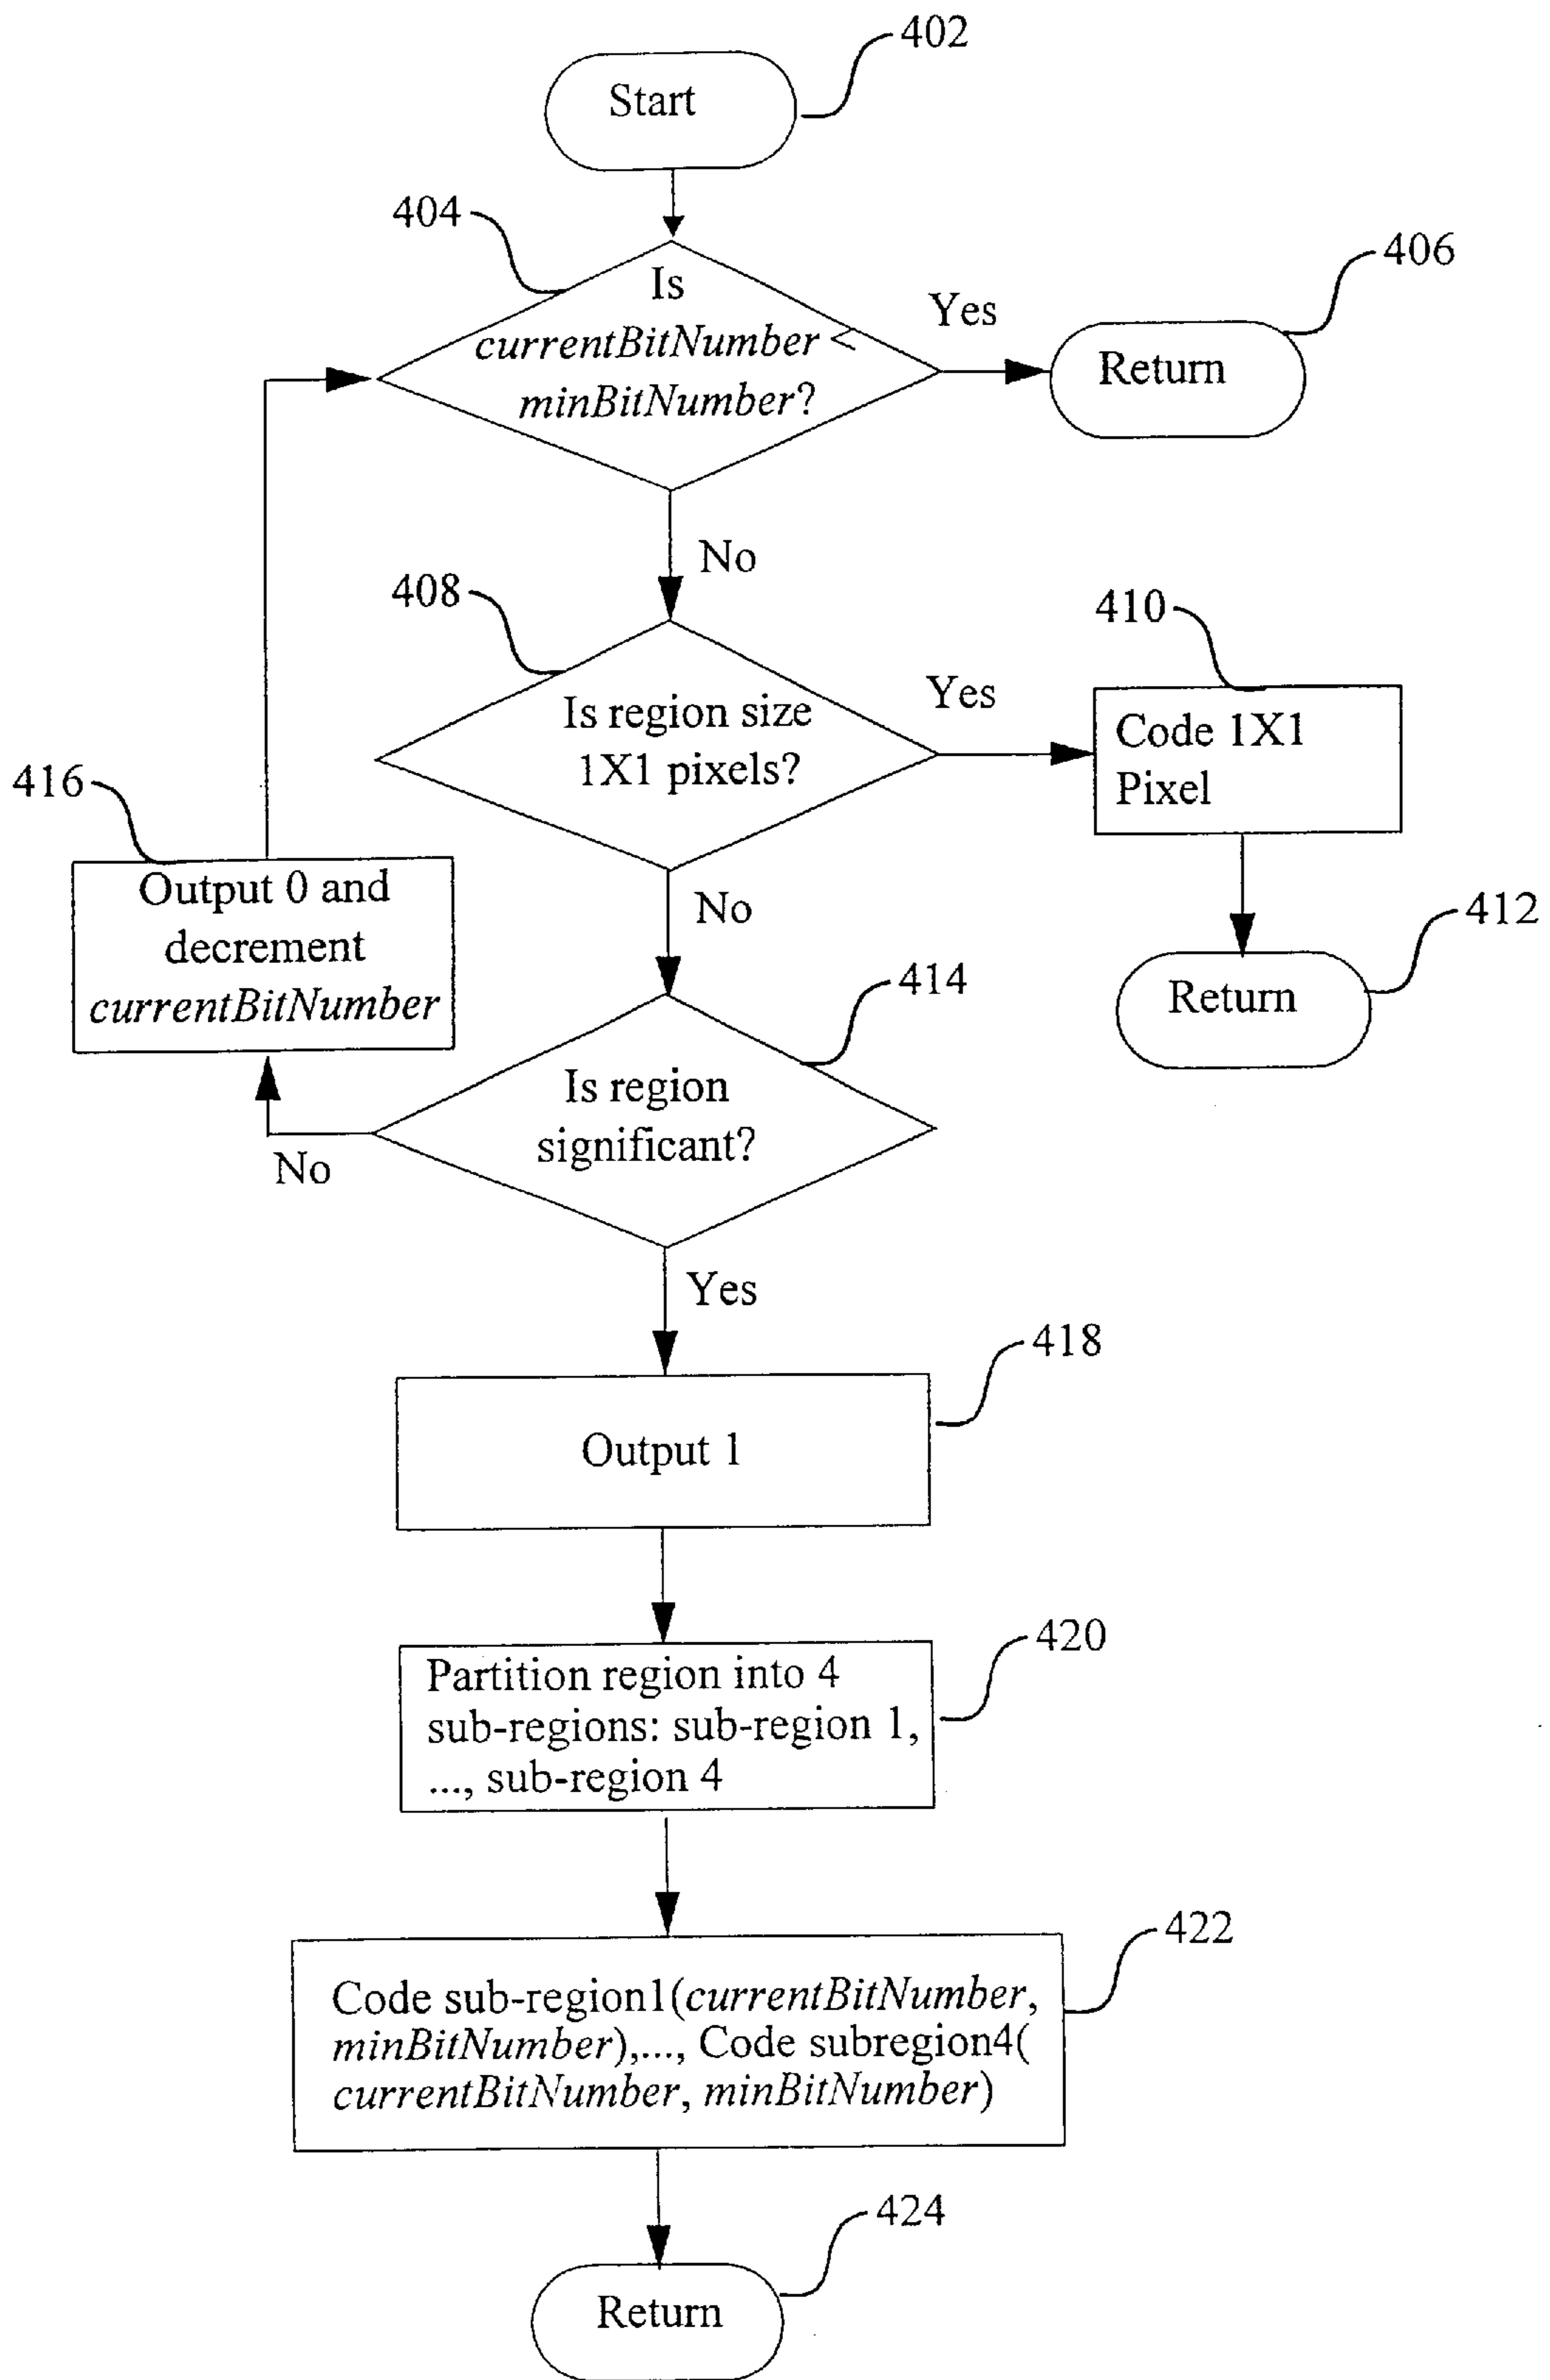 402
Start
404
Is
currentBitNumber <
minBitNumber?
Yes
406
Return
No
408
Is region size
1X1 pixels?
Yes
410
Code 1X1
Pixel
412
Return
No
416
Output 0 and
decrement
currentBitNumber
414
Is region
significant?
No
Yes
418
Output 1
420
Partition region into 4
sub-regions: sub-region 1,
..., sub-region 4
422
Code sub-region1(currentBitNumber,
minBitNumber),..., Code subregion4(
currentBitNumber, minBitNumber)
424
Return